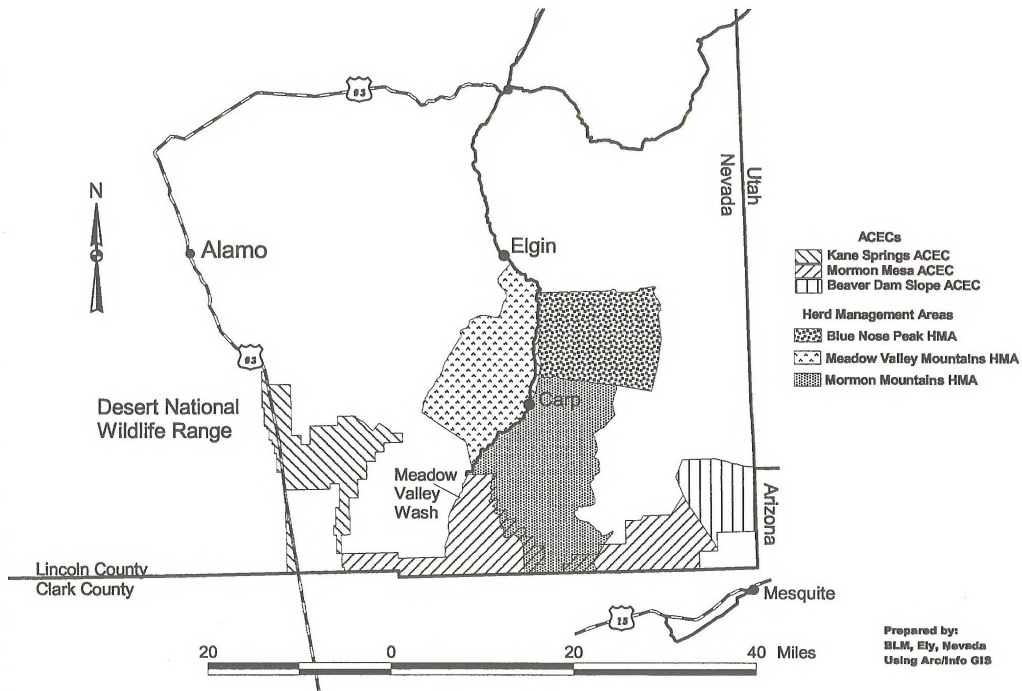 93
Utah
Nevada
N
Alamo
Elgin
ACECs
Kane Springs ACEC
Mormon Mesa ACEC
Beaver Dam Slope ACEC
Herd Management Areas
Blue Nose Peak HMA
Meadow Valley Mountains HMA
Mormon Mountains HMA
93
Desert National
Wildlife Range
Carp
Meadow
Valley
Wash
Arizona
Lincoln County
Clark County
Mesquite
15
20 0 20 40 Miles
Prepared by:
BLM, Ely, Nevada
Using Arc/Info GIS